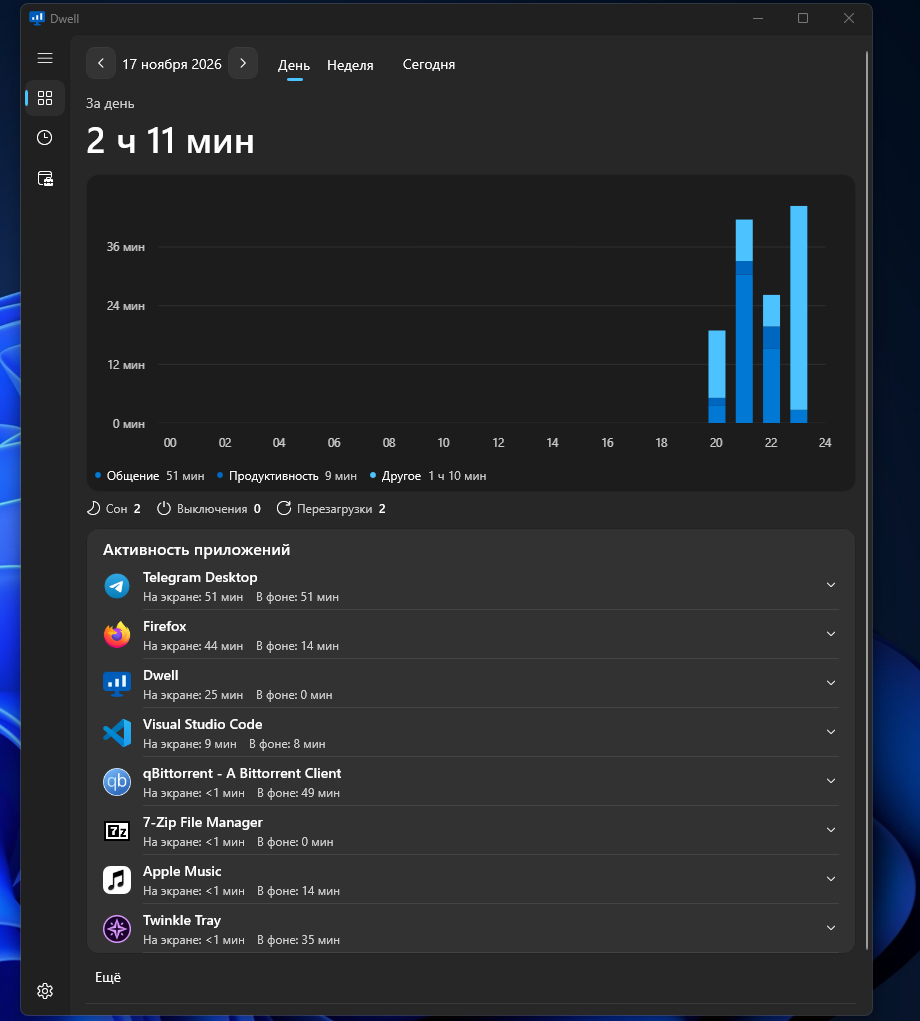 Dwell
17 ноября 2026 День Неделя Сегодня
За день
2 ч 11 мин
36 мин
24 мин
12 мин
0 мин
00 02 04 06 08 10 12 14 16 18 20 22 24
Общение 51 мин Продуктивность 9 мин Другое 1 ч 10 мин
Сон 2 Выключения 0 Перезагрузки 2
Активность приложений
Telegram Desktop
На экране: 51 мин В фоне: 51 мин
Firefox
На экране: 44 мин В фоне: 14 мин
Dwell
На экране: 25 мин В фоне: 0 мин
Visual Studio Code
На экране: 9 мин В фоне: 8 мин
qb
qBittorrent - A Bittorrent Client
На экране: <1 мин В фоне: 49 мин
7z
7-Zip File Manager
На экране: <1 мин В фоне: 0 мин
Apple Music
На экране: <1 мин В фоне: 14 мин
Twinkle Tray
На экране: <1 мин В фоне: 35 мин
Ещё